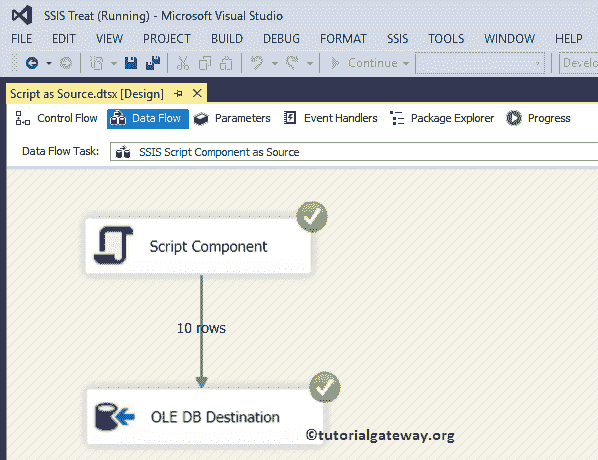 SSIS Treat (Running) - Microsoft Visual Studio
FILE EDIT VIEW PROJECT BUILD DEBUG FORMAT SSIS TOOLS WINDOW HELP
Continue Develo
Script as Source.dtsx [Design]
Control Flow Data Flow Parameters Event Handlers Package Explorer Progress
Data Flow Task: SSIS Script Component as Source
Script Component
10 rows
OLE DB Destination
©tutorialgateway.org